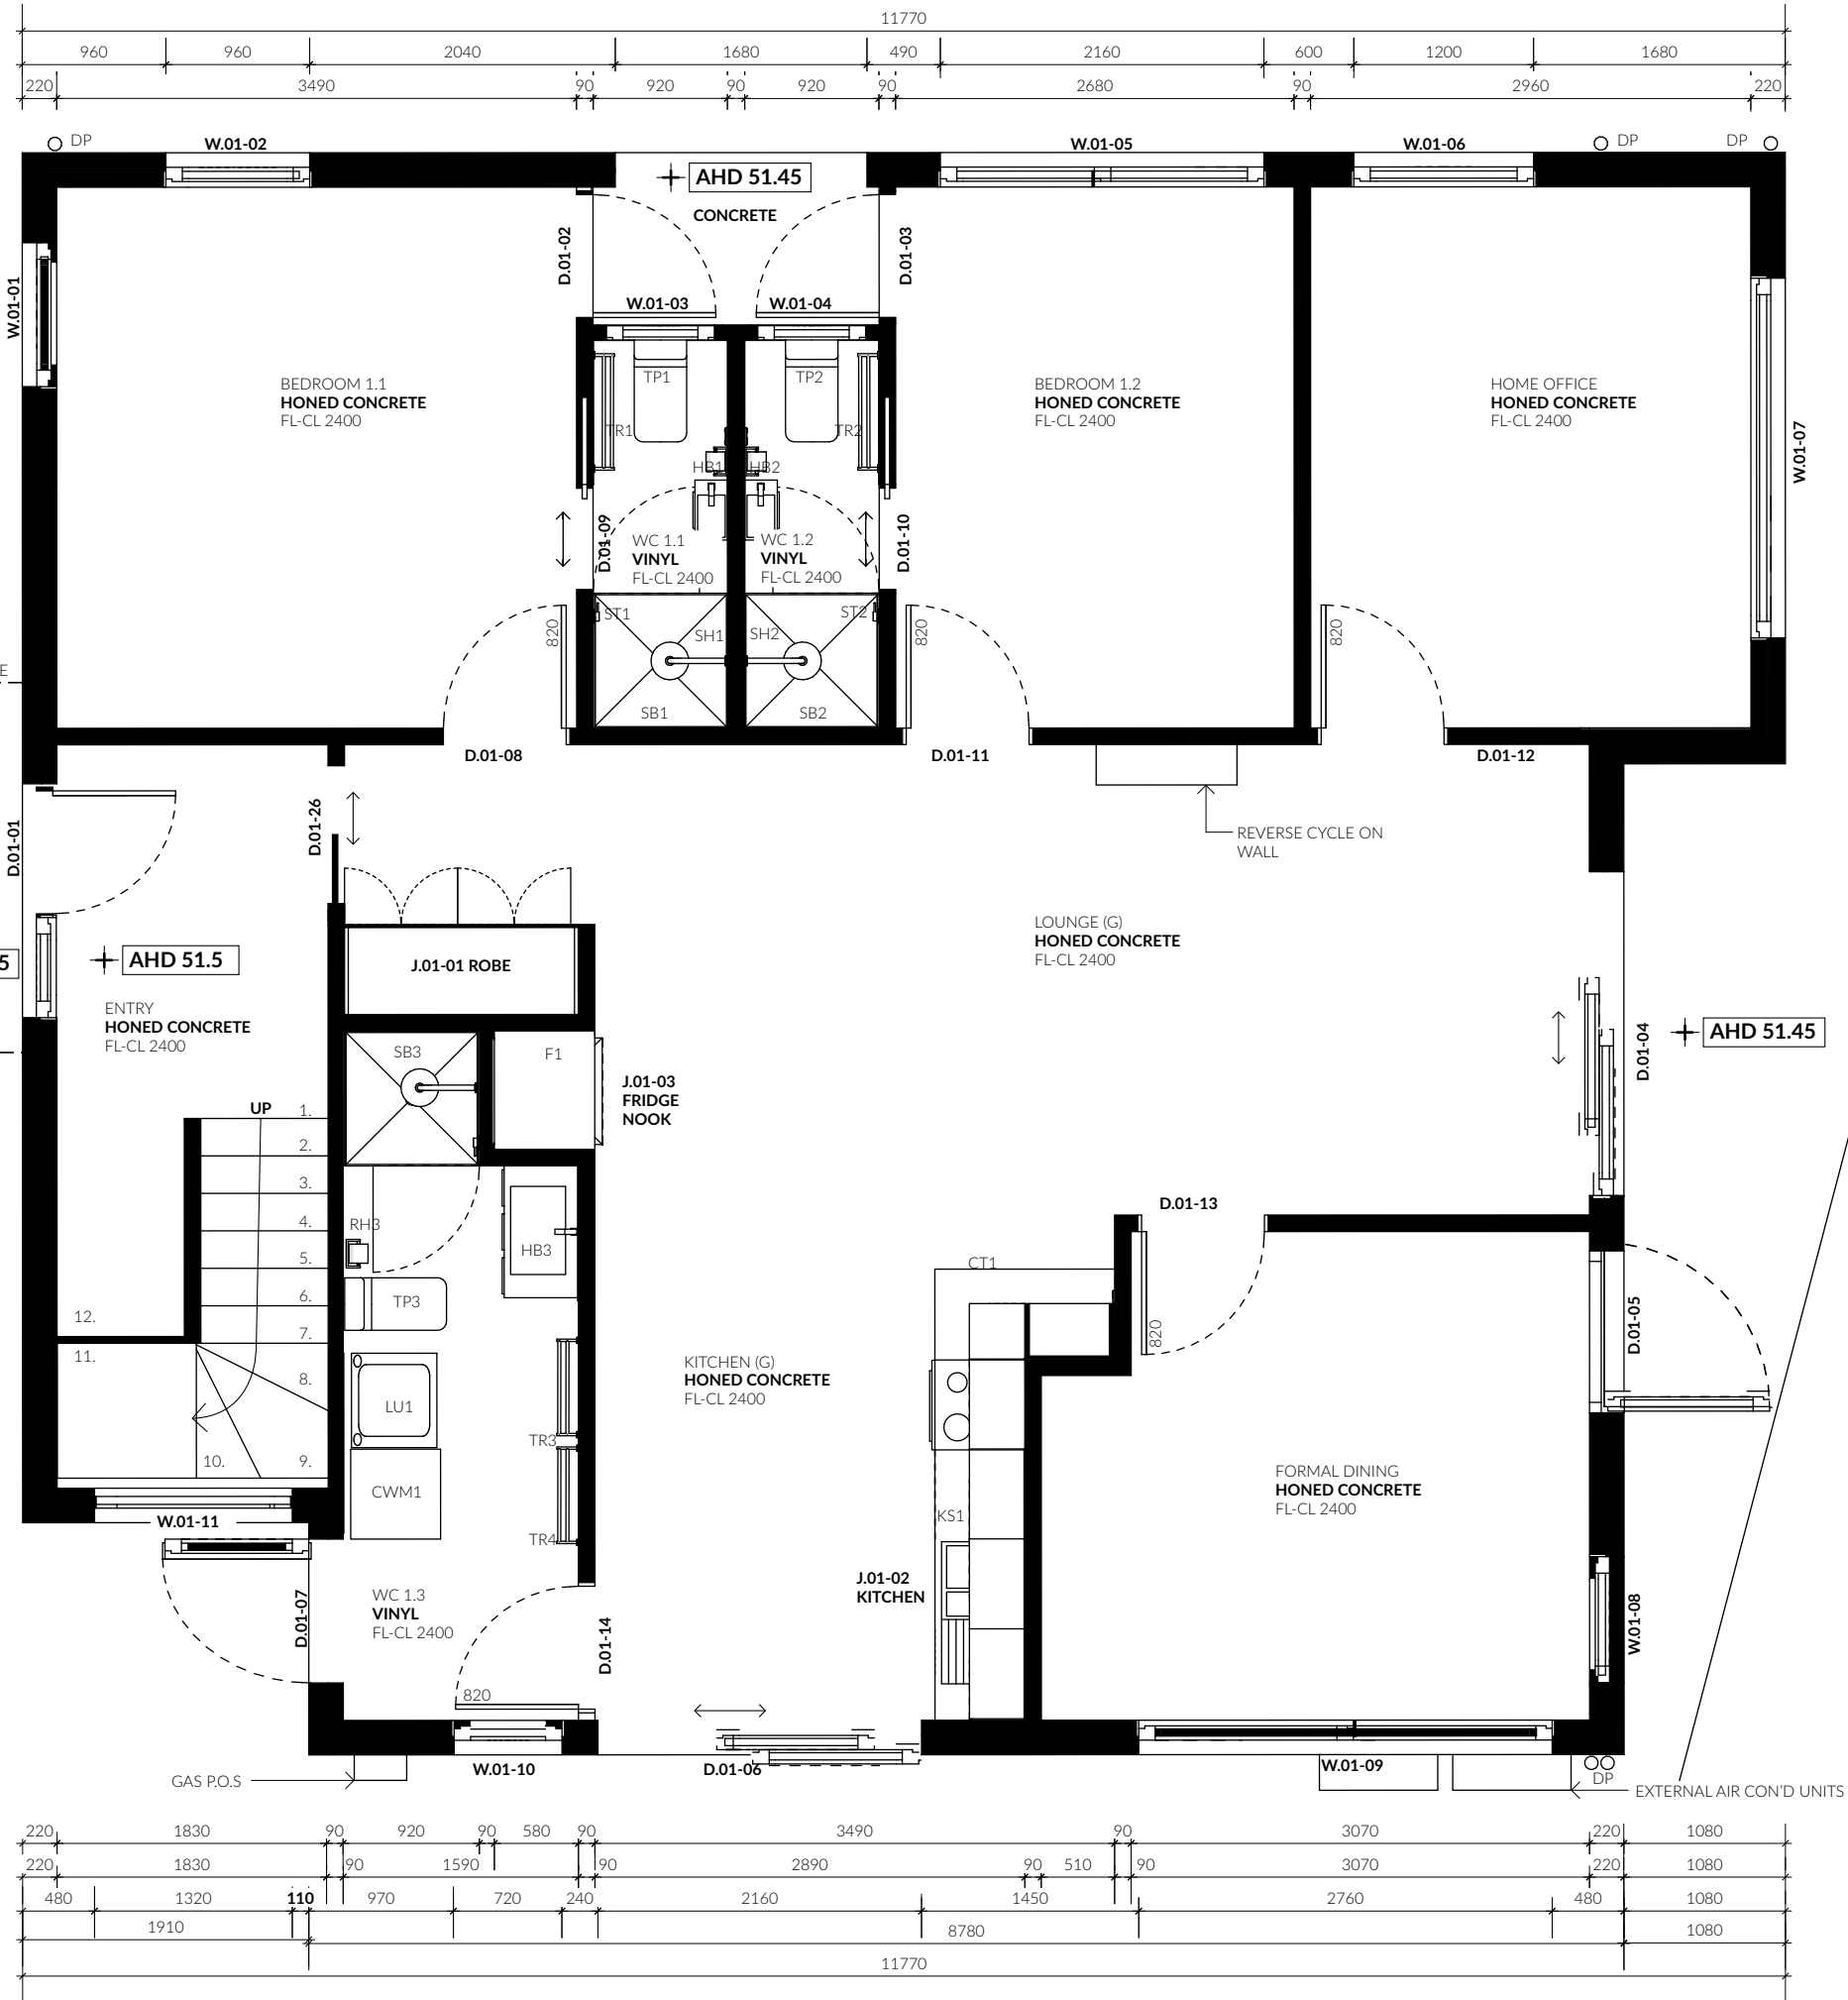 11770
960 960 2040 1680 490 2160 600 1200 1680
220 3490 90 920 90 920 90 2680 90 2960 220
DP W.01-02 W.01-05 W.01-06 DP DP
AHD 51.45
CONCRETE
D.01-02 D.01-03
W.01-01
W.01-03 W.01-04
TP1 TP2
BEDROOM 1.1
HONED CONCRETE
FL-CL 2400
BEDROOM 1.2
HONED CONCRETE
FL-CL 2400
HOME OFFICE
HONED CONCRETE
FL-CL 2400
W.01-07
TR1 TR2
HB1 HB2
D.01-09 D.01-10
WC 1.1
VINYL
FL-CL 2400
WC 1.2
VINYL
FL-CL 2400
ST1 ST2
820 SH1 SH2 820 820
E
SB1 SB2
D.01-08 D.01-11 D.01-12
D.01-26
D.01-01
REVERSE CYCLE ON
WALL
LOUNGE (G)
HONED CONCRETE
FL-CL 2400
5
AHD 51.5
J.01-01 ROBE
ENTRY
HONED CONCRETE
FL-CL 2400
AHD 51.45
D.01-04
SB3 F1
J.01-03
FRIDGE
NOOK
UP 1.
2.
3.
4.
5.
6.
7.
8.
9.
10.
11.
12.
RH3
HB3
TP3
D.01-13
CT1
820
D.01-05
KITCHEN (G)
HONED CONCRETE
FL-CL 2400
LU1
TR3
CWM1
TR4
KS1
FORMAL DINING
HONED CONCRETE
FL-CL 2400
W.01-11
J.01-02
KITCHEN
WC 1.3
VINYL
FL-CL 2400
D.01-07
D.01-14
W.01-08
820
W.01-10 D.01-06 W.01-09
GAS P.O.S
DP
EXTERNAL AIR CON'D UNITS
220 1830 90 920 90 580 90 3490 90 3070 220 1080
220 1830 90 1590 90 2890 90 510 90 3070 220 1080
480 1320 110 970 720 240 2160 1450 2760 480 1080
1910 8780 1080
11770